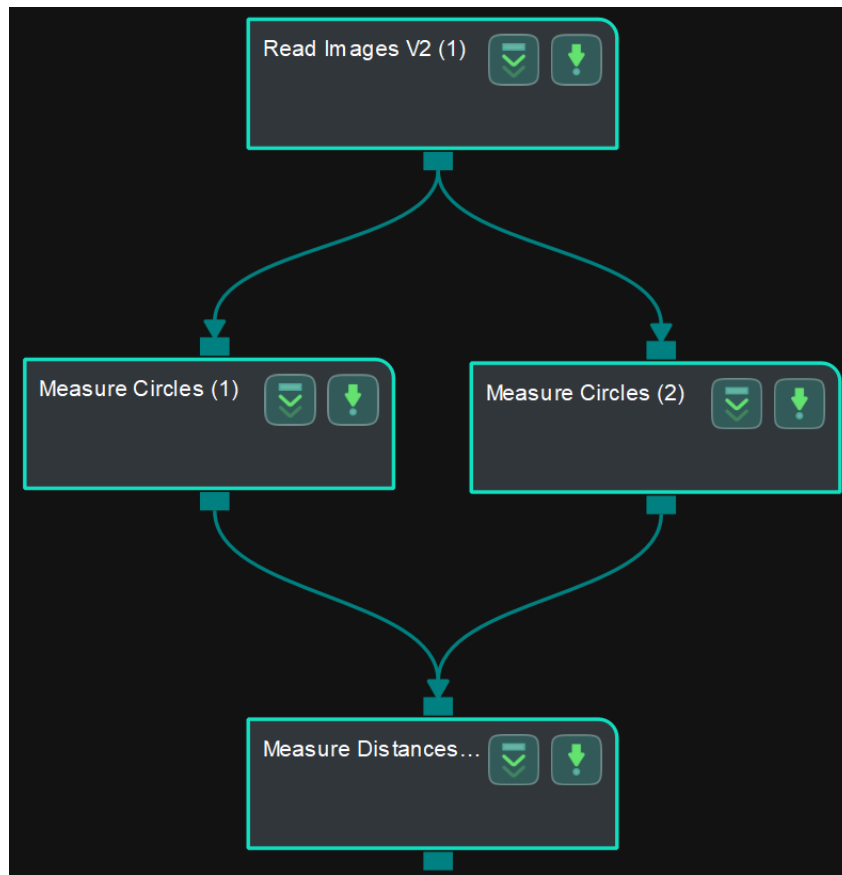 Read Images V2 (1)
Measure Circles (1)
Measure Circles (2)
Measure Distances...